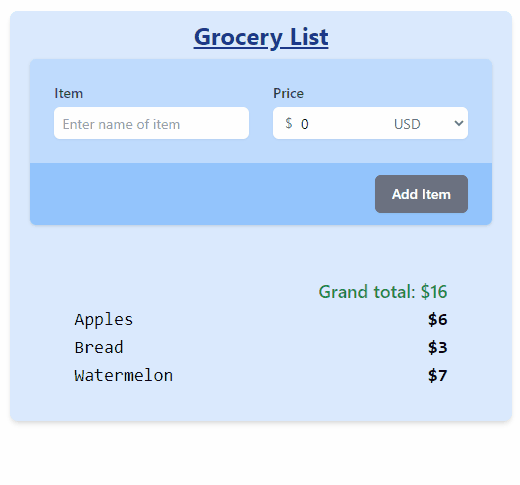 Grocery List
Item Price
Enter name of item $ 0 USD
Add Item
Grand total: $16
Apples $6
Bread $3
Watermelon $7